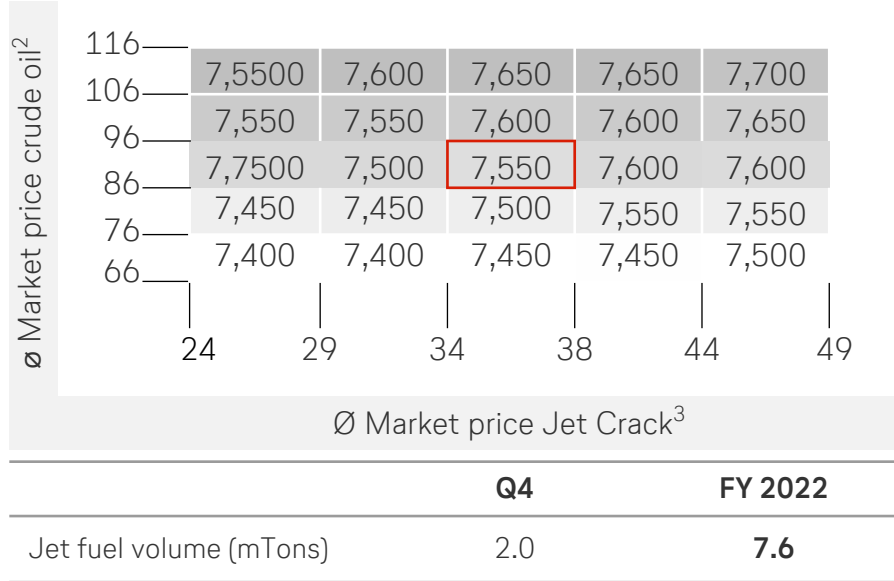 ø Market price crude oil2
116
7,5500 7,600 7,650 7,650 7,700
106
7,550 7,550 7,600 7,600 7,650
96
7,7500 7,500 7,550 7,600 7,600
86
7,450 7,450 7,500 7,550 7,550
76
7,400 7,400 7,450 7,450 7,500
66
24 29 34 38 44 49
Ø Market price Jet Crack3
Q4 FY 2022
Jet fuel volume (mTons) 2.0 7.6